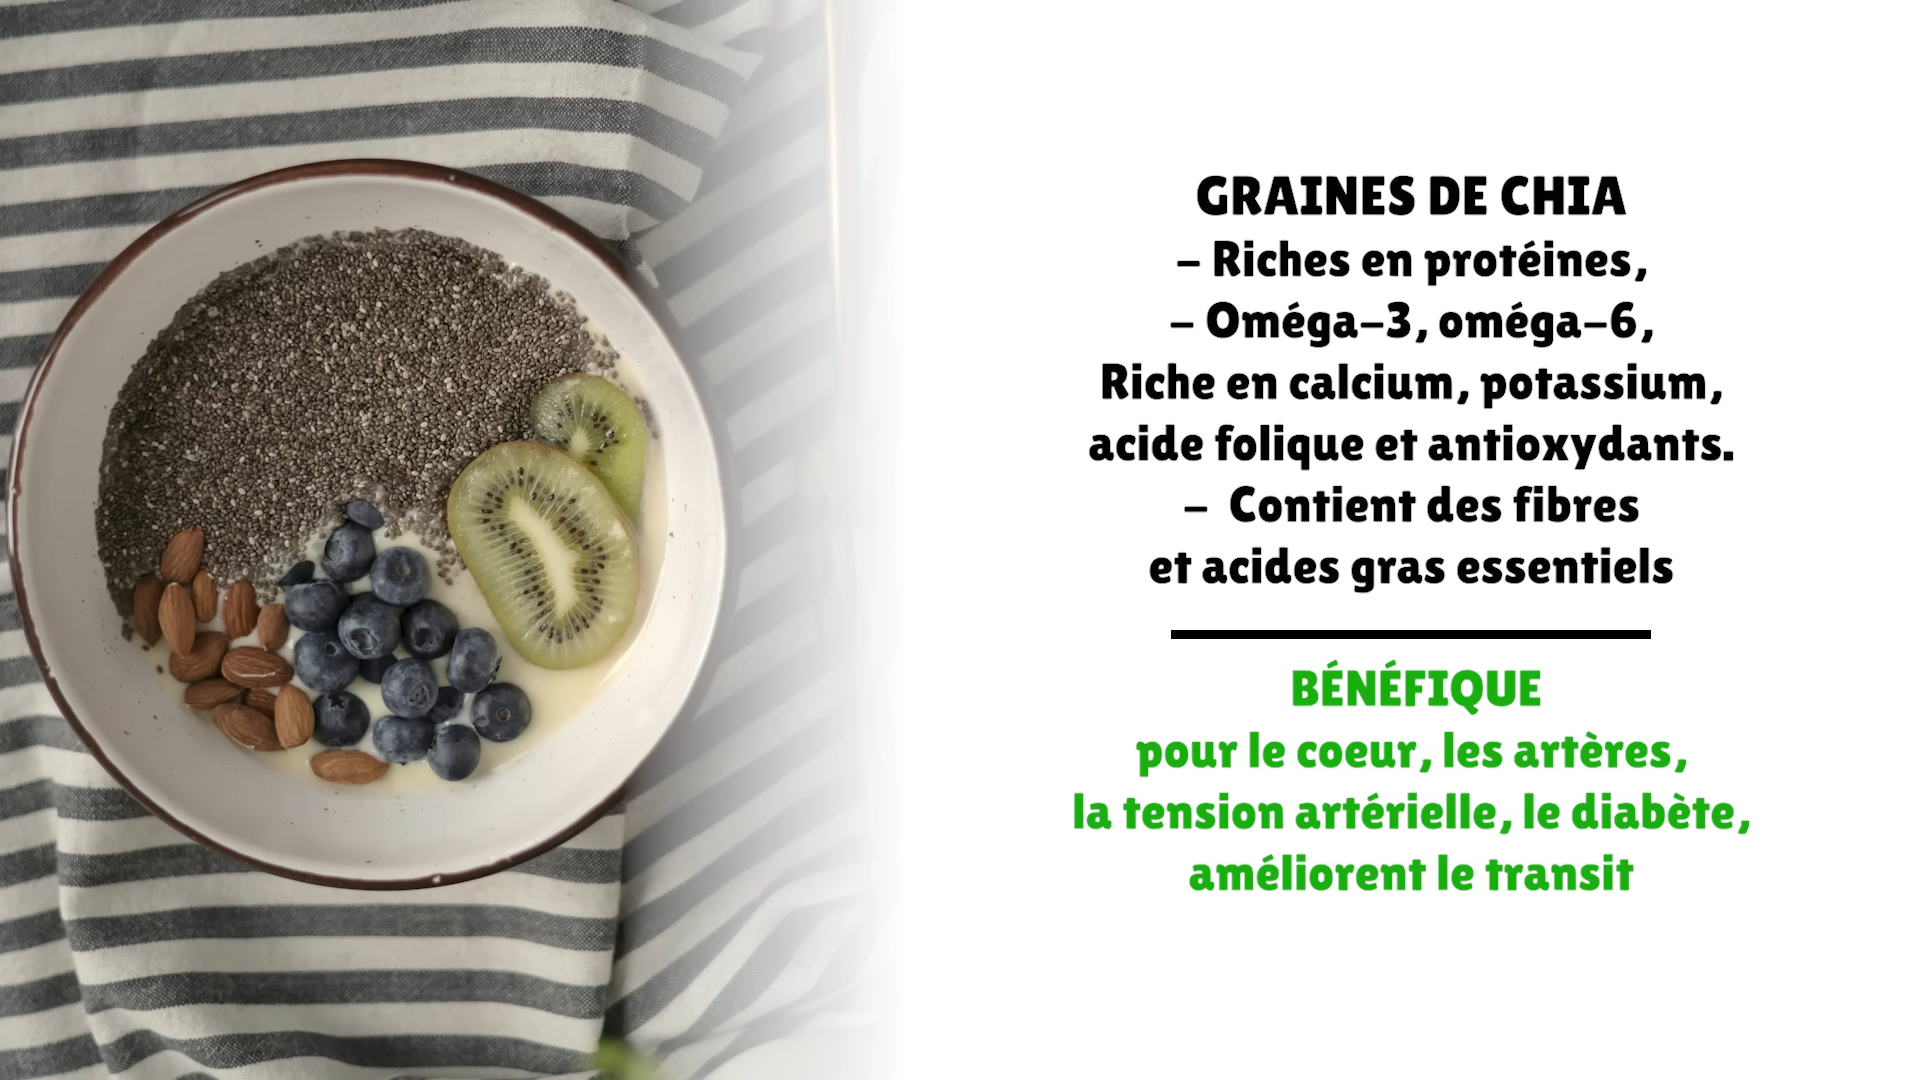 GRAINES DE CHIA
- Riches en protéines,
- Oméga-3, oméga-6,
Riche en calcium, potassium,
acide folique et antioxydants.
- Contient des fibres
et acides gras essentiels
BÉNÉFIQUE
pour le coeur, les artères,
la tension artérielle, le diabète,
améliorent le transit